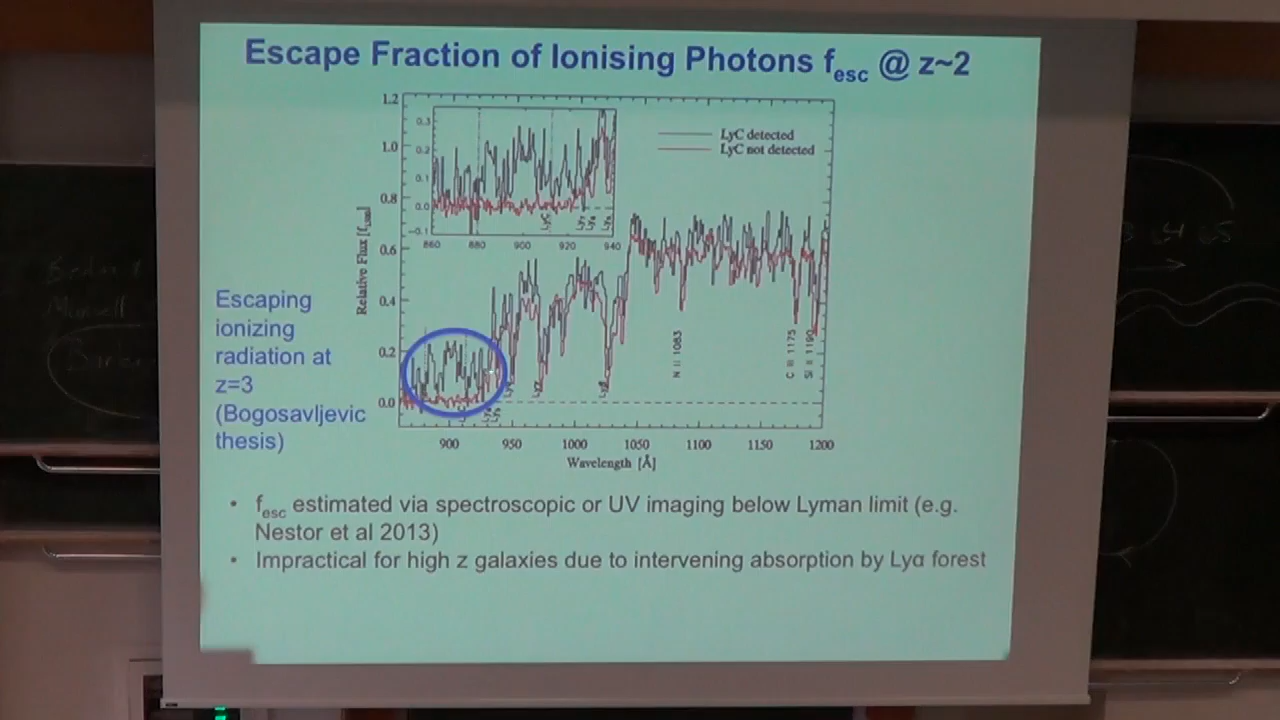 Escape Fraction of Ionising Photons fesc @ z~2
1.2
1.0
0.8
0.6
0.4
0.2
0.0
Relative Flux
0.3
0.2
0.1
0.0
-0.1
860
880
900
920
940
LyC
LyC detected
LyC not detected
N II 1083
C III 1175
Si II 1190
900
950
1000
1050
1100
1150
1200
Wavelength [Å]
Escaping
ionizing
radiation at
z=3
(Bogosavljevic
thesis)
• fesc estimated via spectroscopic or UV imaging below Lyman limit (e.g.
Nestor et al 2013)
• Impractical for high z galaxies due to intervening absorption by Lyα forest